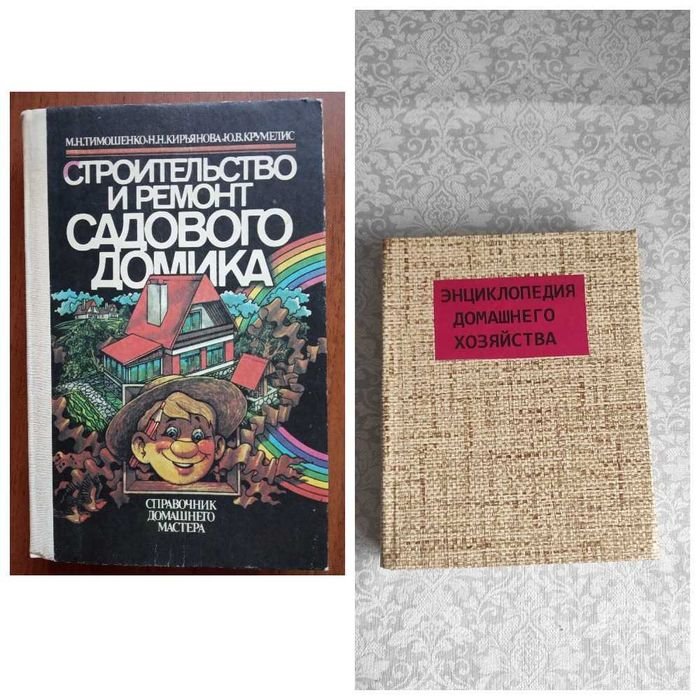 М.Н.ТИМОШЕНКО·Н.Н.КИРЬЯНОВА·Ю.В.КРУМЕЛИС
СТРОИТЕЛЬСТВО
И РЕМОНТ
САДОВОГО
ДОМИКА
СПРАВОЧНИК
ДОМАШНЕГО
МАСТЕРА
ЭНЦИКЛОПЕДИЯ
ДОМАШНЕГО
ХОЗЯЙСТВА